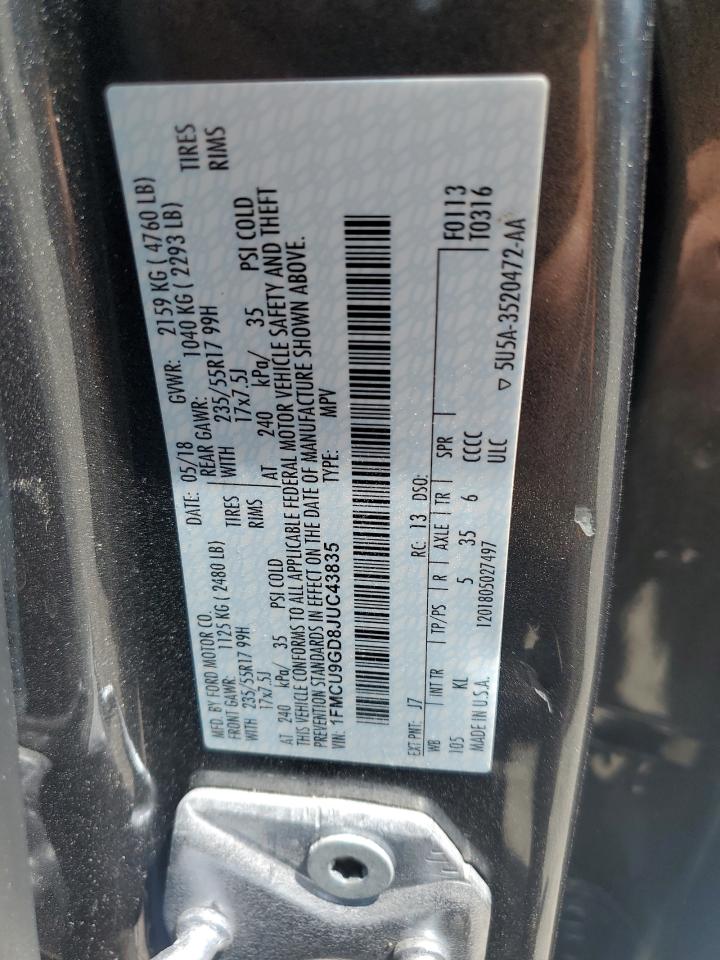 MFD. BY FORD MOTOR CO.
DATE: 05/18 GVWR: 2159 KG ( 4760 LB)
FRONT GAWR: 1125 KG ( 2480 LB) REAR GAWR: 1040 KG ( 2293 LB)
WITH 235/55R17 99H TIRES WITH 235/55R17 99H TIRES
17x7.5J RIMS 17x7.5J RIMS
AT 240 kPa/ 35 PSI COLD AT 240 kPa/ 35 PSI COLD
THIS VEHICLE CONFORMS TO ALL APPLICABLE FEDERAL MOTOR VEHICLE SAFETY AND THEFT
PREVENTION STANDARDS IN EFFECT ON THE DATE OF MANUFACTURE SHOWN ABOVE.
VIN: 1FMCU9GD8JUC43835 TYPE: MPV
EXT PNT: J7 RC: 13 DSO: F0113
WB INT TR TP/PS R AXLE TR SPR T0316
105 KL 5 35 6 CCCC
MADE IN U.S.A. 1201805027497 ULC
▽ 5U5A-3520472-AA